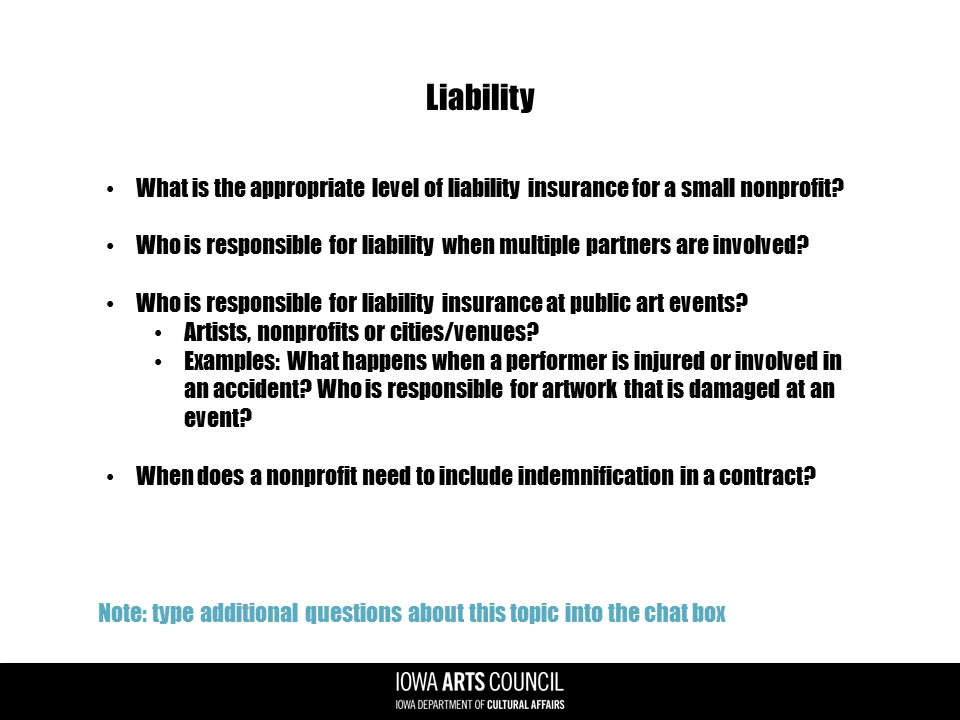 Liability
• What is the appropriate level of liability insurance for a small nonprofit?
• Who is responsible for liability when multiple partners are involved?
• Who is responsible for liability insurance at public art events?
• Artists, nonprofits or cities/venues?
• Examples: What happens when a performer is injured or involved in
an accident? Who is responsible for artwork that is damaged at an
event?
• When does a nonprofit need to include indemnification in a contract?
Note: type additional questions about this topic into the chat box
IOWA ARTS COUNCIL
IOWA DEPARTMENT OF CULTURAL AFFAIRS